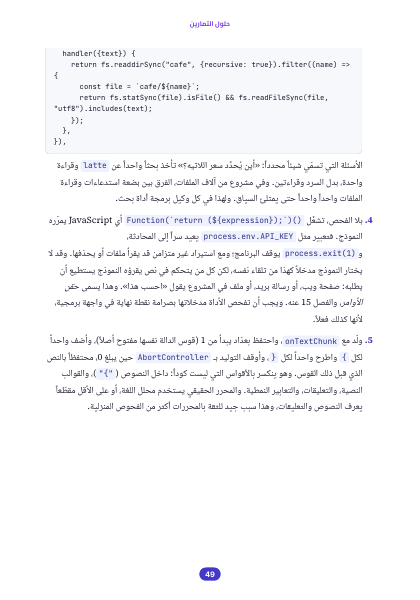 حلول التمارين
handler({text}) {
return fs.readdirSync("cafe", {recursive: true}).filter((name) =>
{
const file = `cafe/${name}`;
return fs.statSync(file).isFile() && fs.readFileSync(file,
"utf8").includes(text);
});
},
}),
الأسئلة التي تسمّي شيئاً محدداً: «أين يُحدَّد سعر اللاتيه؟» تأخذ بحثاً واحداً عن latte وقراءة
واحدة، بدل السرد وقراءتين. وفي مشروع من آلاف الملفات، الفرق بين بضعة استدعاءات وقراءة
الملفات واحداً واحداً حتى يمتلئ السياق. ولهذا في كل وكيل برمجة أداة بحث.
4. بلا الفحص، تشغّل Function(`return (${expression});`)() أي JavaScript يمرّره
النموذج. فتعبير مثل process.env.API_KEY يعيد سراً إلى المحادثة،
و process.exit(1) يوقف البرنامج؛ ومع استيراد غير متزامن قد يقرأ ملفات أو يحذفها. وقد لا
يختار النموذج مدخلاً كهذا من تلقاء نفسه، لكن كل من يتحكم في نص يقرؤه النموذج يستطيع أن
يطلبه: صفحة ويب، أو رسالة بريد، أو ملف في المشروع يقول «احسب هذا». وهذا يسمى حقن
الأوامر، والفصل 15 عنه. ويجب أن تفحص الأداة مدخلاتها بصرامة نقطة نهاية في واجهة برمجية،
لأنها كذلك فعلاً.
5. ولّد مع onTextChunk، واحتفظ بعدّاد يبدأ من 1 (قوس الدالة نفسها مفتوح أصلاً)، وأضف واحداً
لكل { واطرح واحداً لكل }، وأوقف التوليد بـ AbortController حين يبلغ 0، محتفظاً بالنص
الذي قبل ذلك القوس. وهو ينكسر بالأقواس التي ليست كوداً: داخل النصوص ("}")، والقوالب
النصية، والتعليقات، والتعابير النمطية. والمحرر الحقيقي يستخدم محلل اللغة، أو على الأقل مقطّعاً
يعرف النصوص والتعليقات، وهذا سبب جيد للثقة بالمحررات أكثر من الفحوص المنزلية.
49